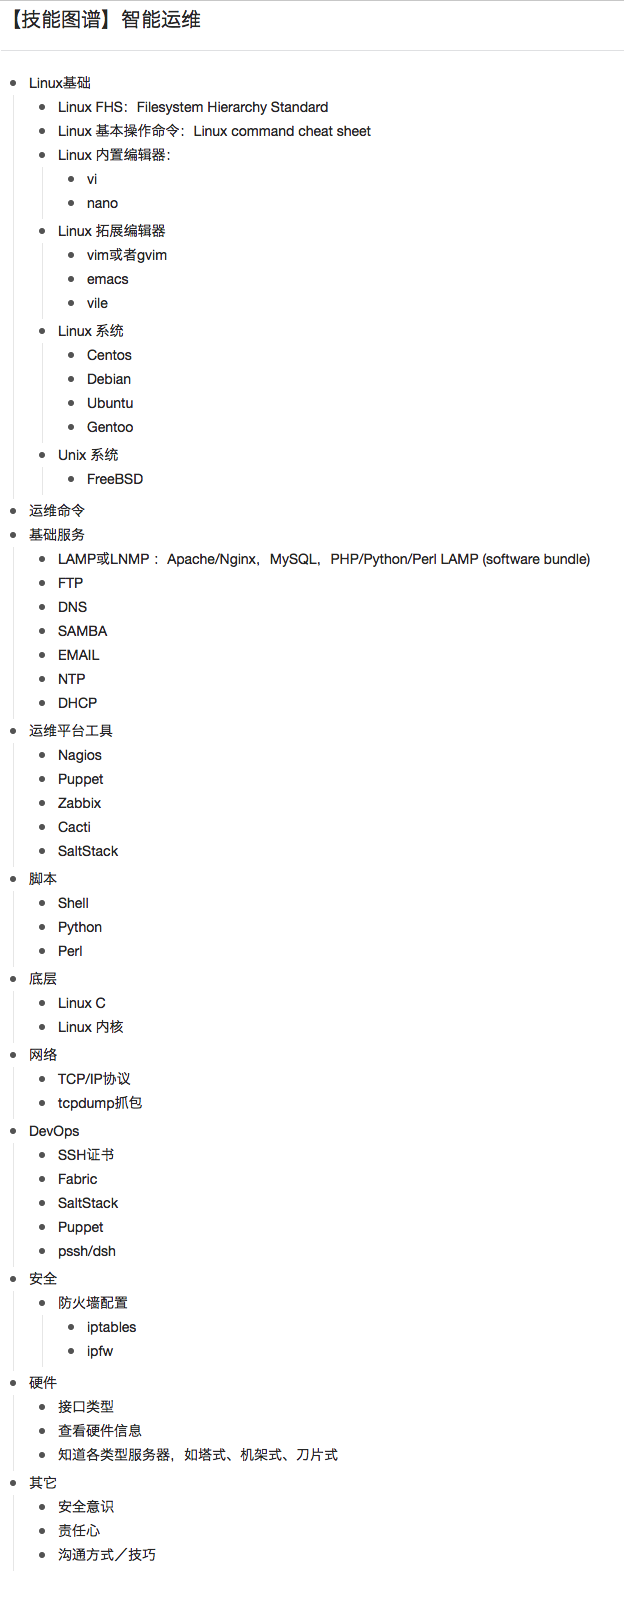 【技能图谱】智能运维
Linux基础
Linux FHS：Filesystem Hierarchy Standard
Linux 基本操作命令：Linux command cheat sheet
Linux 内置编辑器：
vi
nano
Linux 拓展编辑器
vim或者gvim
emacs
vile
Linux 系统
Centos
Debian
Ubuntu
Gentoo
Unix 系统
FreeBSD
运维命令
基础服务
LAMP或LNMP ：Apache/Nginx，MySQL，PHP/Python/Perl LAMP (software bundle)
FTP
DNS
SAMBA
EMAIL
NTP
DHCP
运维平台工具
Nagios
Puppet
Zabbix
Cacti
SaltStack
脚本
Shell
Python
Perl
底层
Linux C
Linux 内核
网络
TCP/IP协议
tcpdump抓包
DevOps
SSH证书
Fabric
SaltStack
Puppet
pssh/dsh
安全
防火墙配置
iptables
ipfw
硬件
接口类型
查看硬件信息
知道各类型服务器，如塔式、机架式、刀片式
其它
安全意识
责任心
沟通方式／技巧